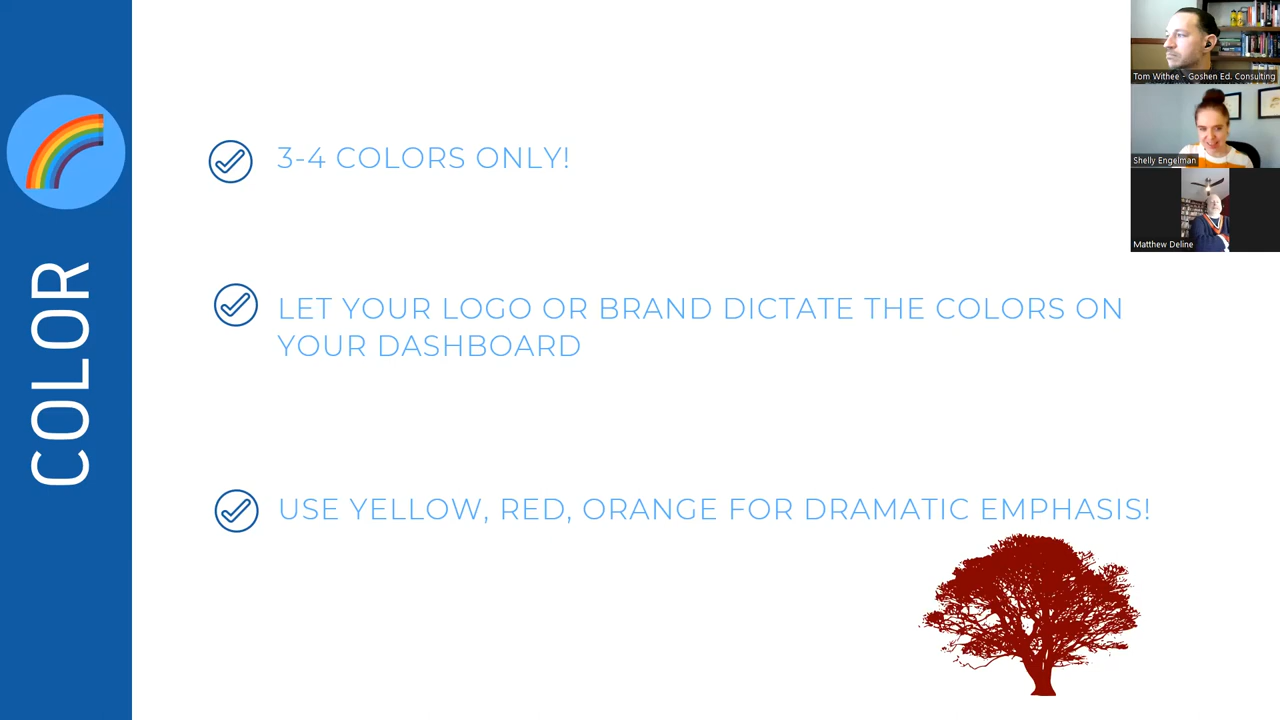 COLOR
3-4 COLORS ONLY!
LET YOUR LOGO OR BRAND DICTATE THE COLORS ON
YOUR DASHBOARD
USE YELLOW, RED, ORANGE FOR DRAMATIC EMPHASIS!
Tom Withee - Goshen Ed. Consulting
Shelly Engelman
Matthew Deline